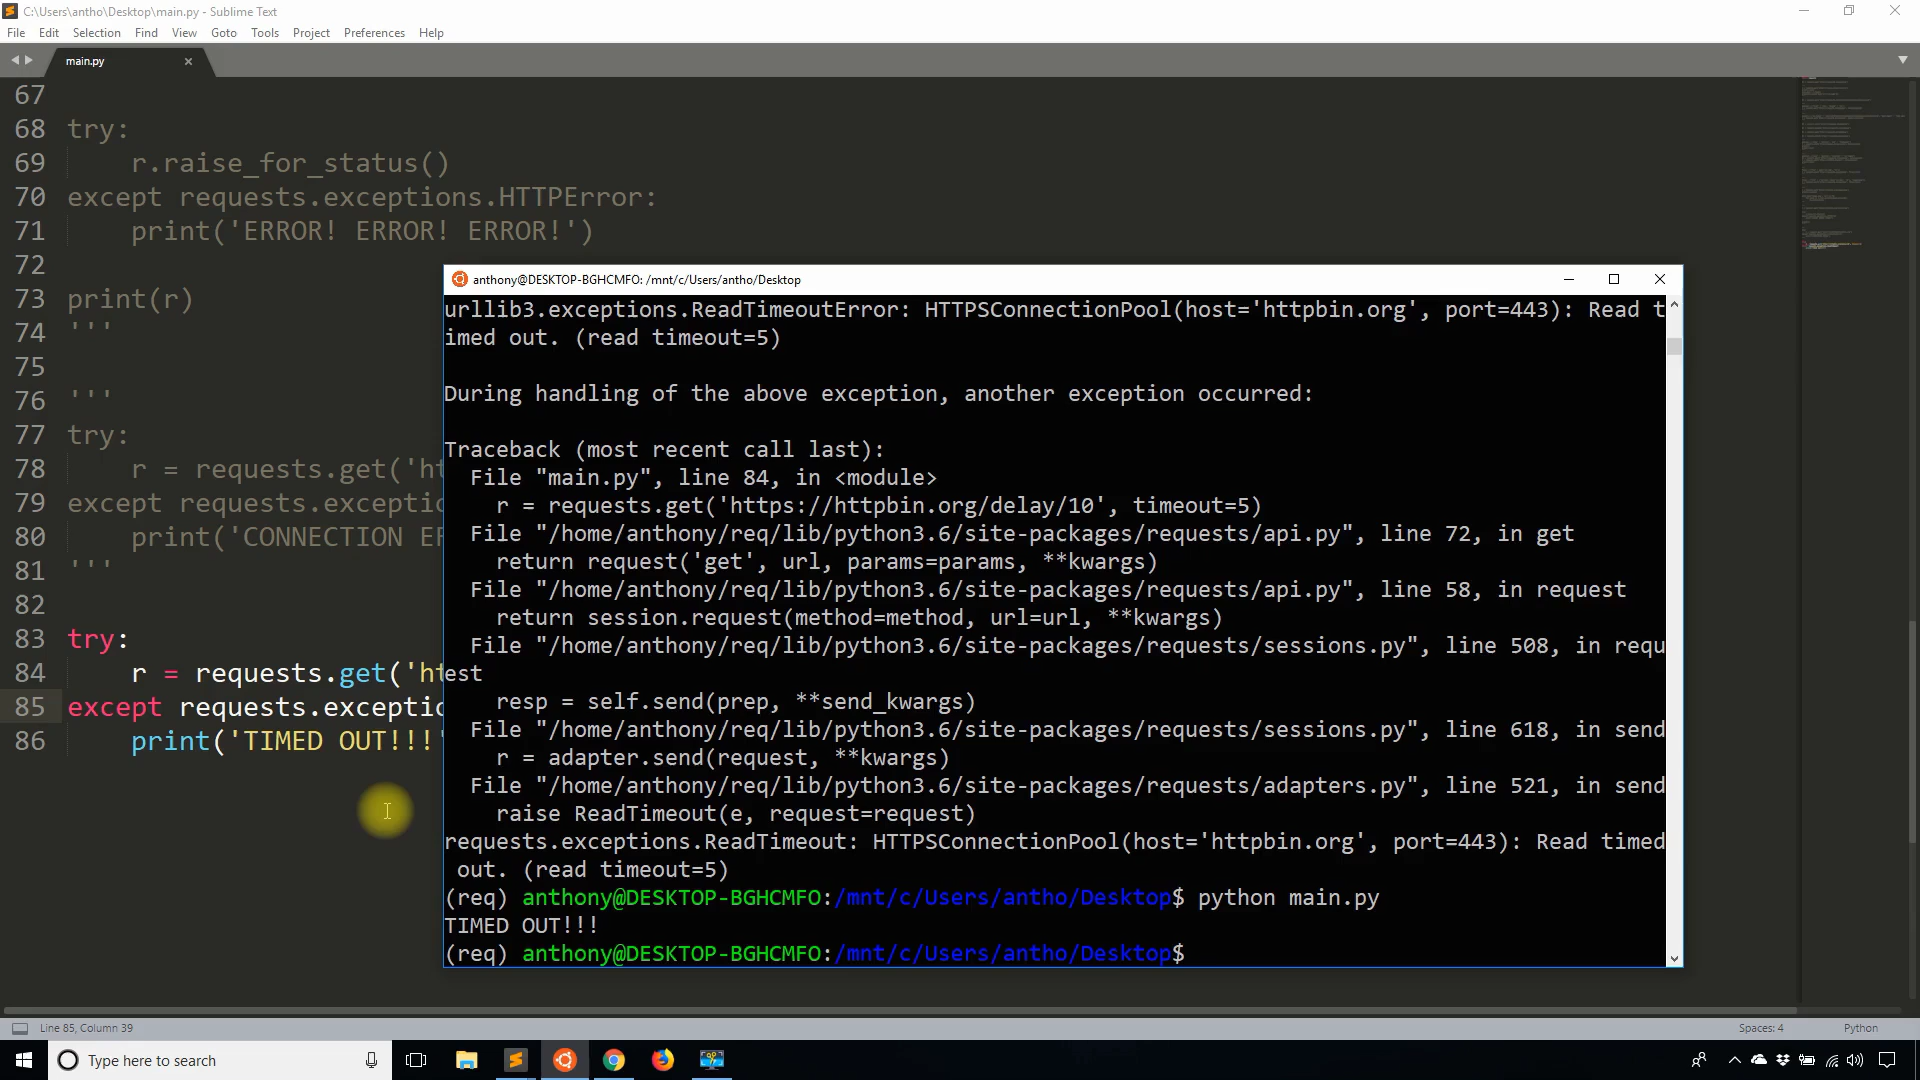 C:\Users\antho\Desktop\main.py - Sublime Text
File Edit Selection Find View Goto Tools Project Preferences Help
main.py
67
68 try:
69     r.raise_for_status()
70 except requests.exceptions.HTTPError:
71     print('ERROR! ERROR! ERROR!')
72
73 print(r)
74 '''
75
76 '''
77 try:
78     r = requests.get('ht
79 except requests.exceptio
80     print('CONNECTION ER
81 '''
82
83 try:
84     r = requests.get('ht
85 except requests.exceptio
86     print('TIMED OUT!!!'
anthony@DESKTOP-BGHCMFO: /mnt/c/Users/antho/Desktop
urllib3.exceptions.ReadTimeoutError: HTTPSConnectionPool(host='httpbin.org', port=443): Read t
imed out. (read timeout=5)
During handling of the above exception, another exception occurred:
Traceback (most recent call last):
  File "main.py", line 84, in <module>
    r = requests.get('https://httpbin.org/delay/10', timeout=5)
  File "/home/anthony/req/lib/python3.6/site-packages/requests/api.py", line 72, in get
    return request('get', url, params=params, **kwargs)
  File "/home/anthony/req/lib/python3.6/site-packages/requests/api.py", line 58, in request
    return session.request(method=method, url=url, **kwargs)
  File "/home/anthony/req/lib/python3.6/site-packages/requests/sessions.py", line 508, in requ
est
    resp = self.send(prep, **send_kwargs)
  File "/home/anthony/req/lib/python3.6/site-packages/requests/sessions.py", line 618, in send
    r = adapter.send(request, **kwargs)
  File "/home/anthony/req/lib/python3.6/site-packages/requests/adapters.py", line 521, in send
    raise ReadTimeout(e, request=request)
requests.exceptions.ReadTimeout: HTTPSConnectionPool(host='httpbin.org', port=443): Read timed
 out. (read timeout=5)
(req) anthony@DESKTOP-BGHCMFO:/mnt/c/Users/antho/Desktop$ python main.py
TIMED OUT!!!
(req) anthony@DESKTOP-BGHCMFO:/mnt/c/Users/antho/Desktop$
Line 85, Column 39
Spaces: 4
Python
Type here to search